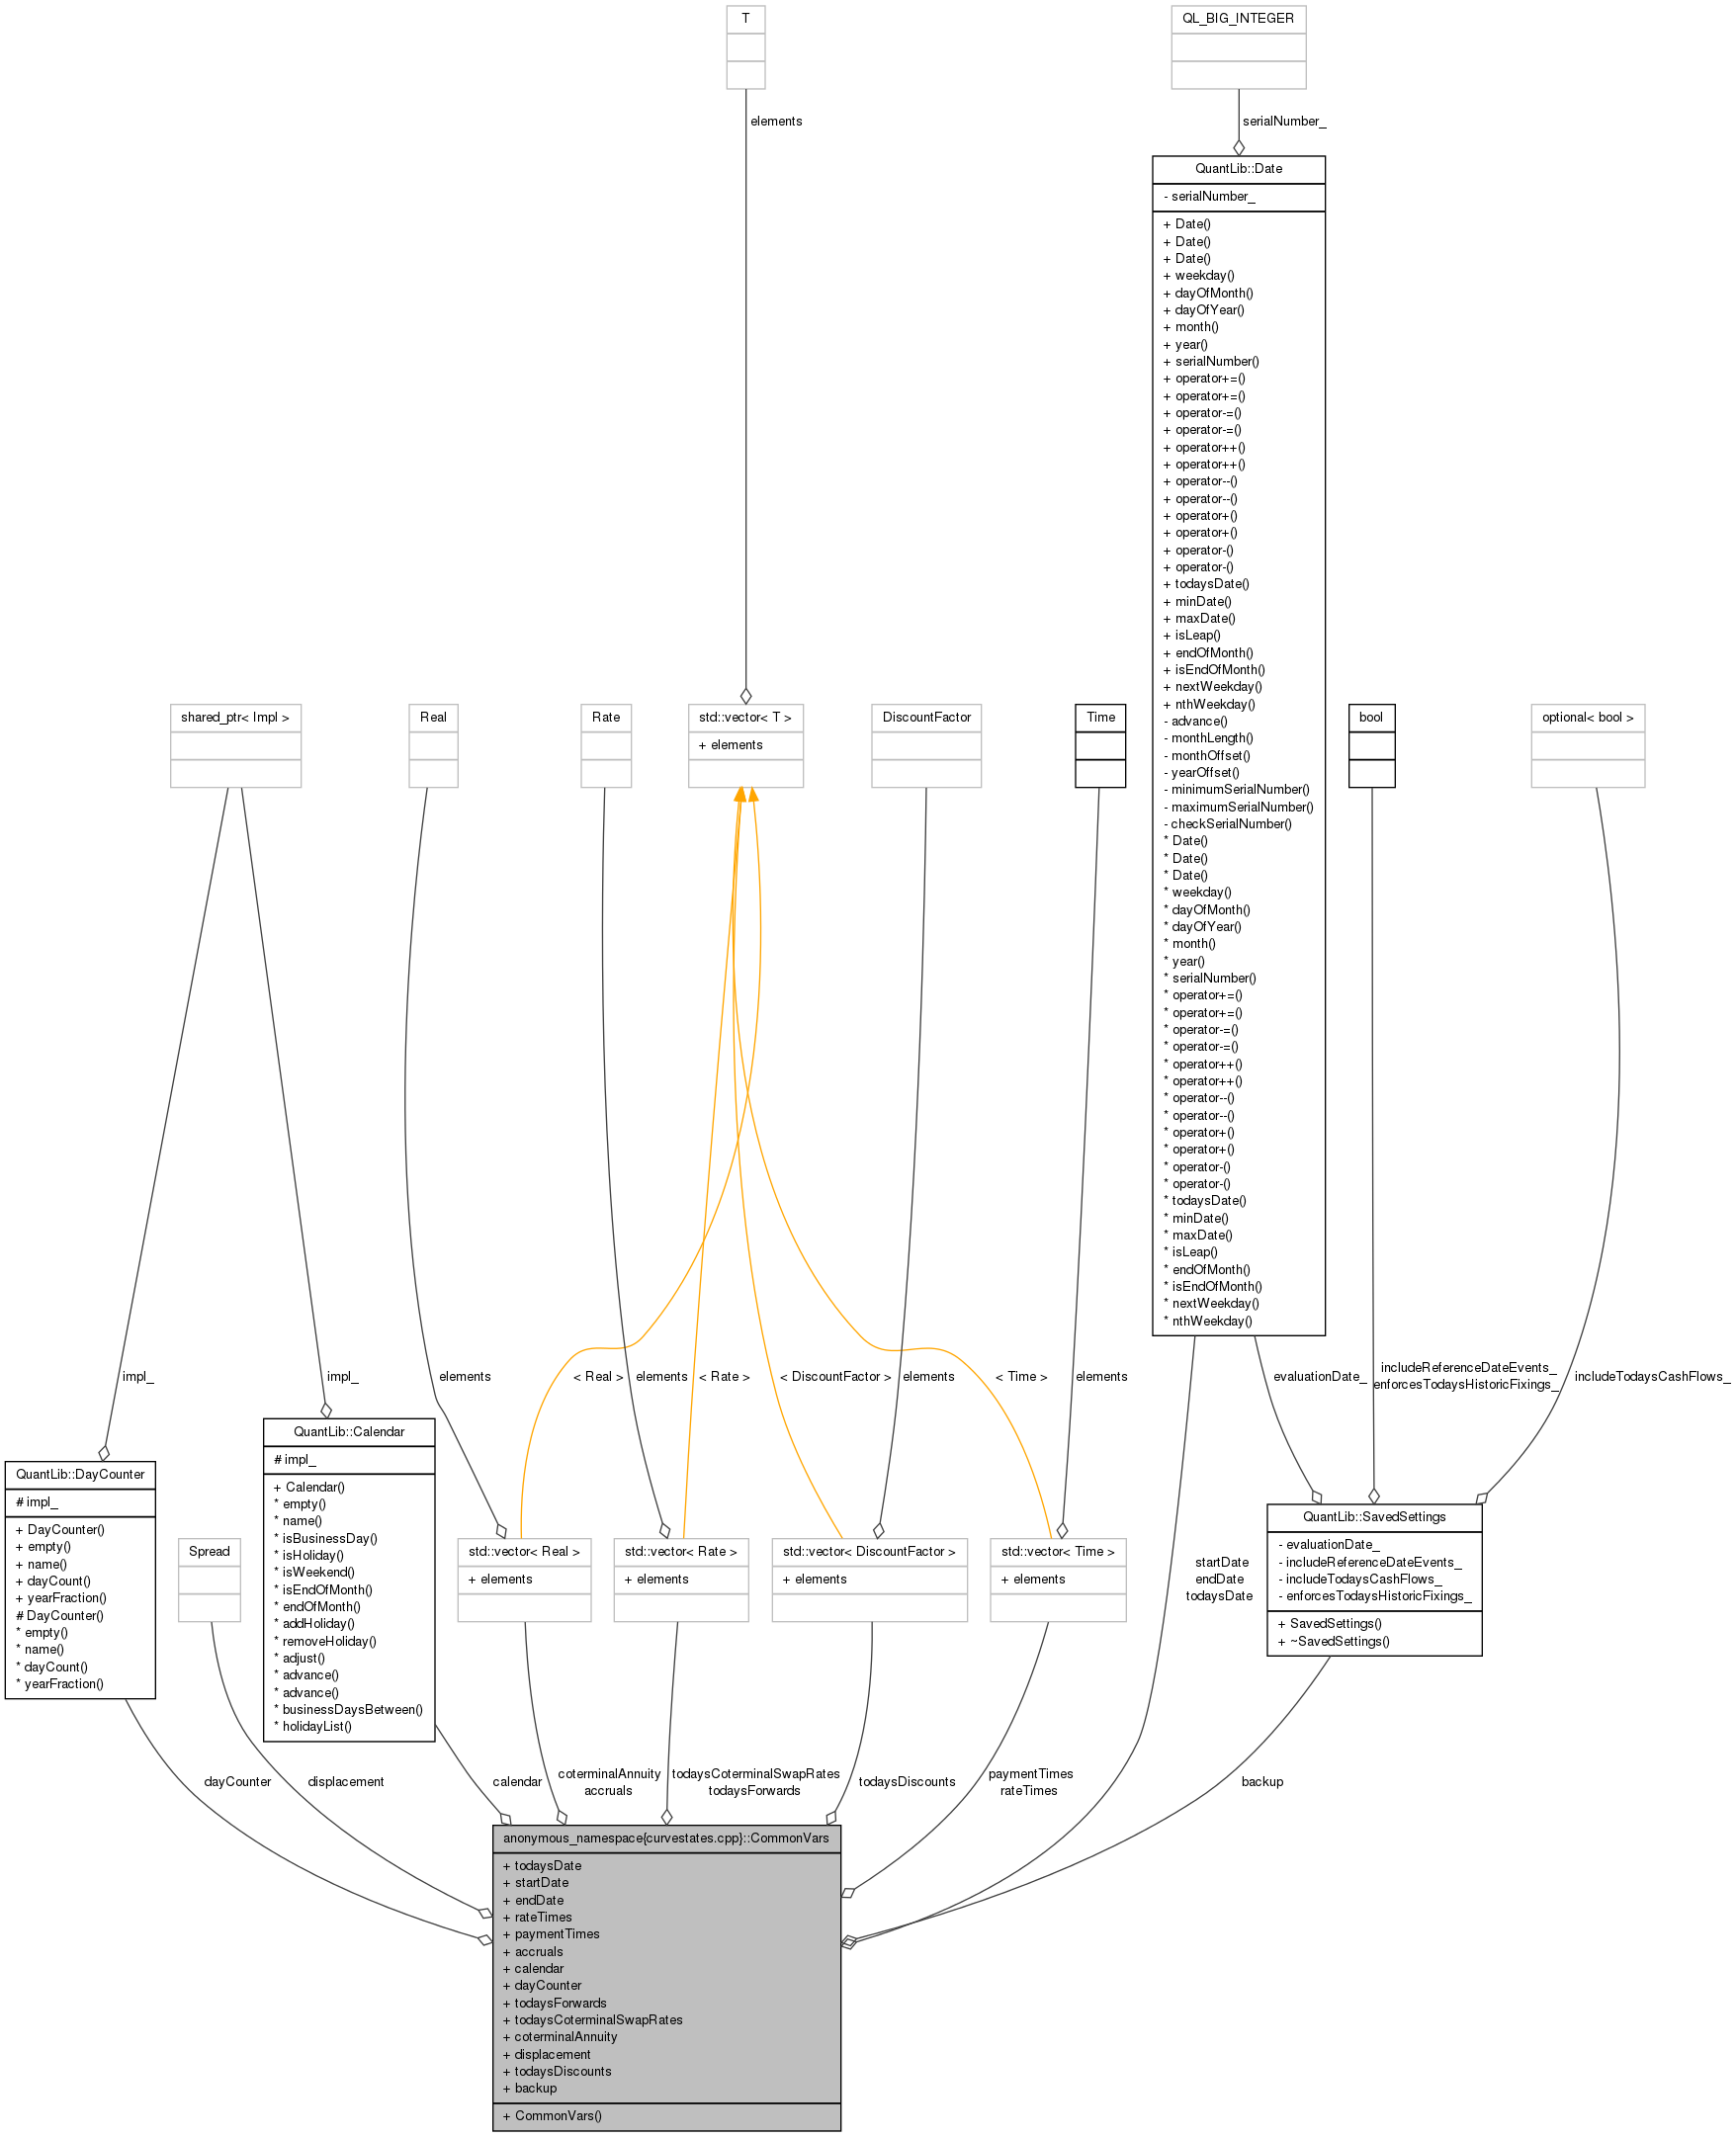 T
QL_BIG_INTEGER
elements
serialNumber_
QuantLib::Date
- serialNumber_
+ Date()
+ Date()
+ Date()
+ weekday()
+ dayOfMonth()
+ dayOfYear()
+ month()
+ year()
+ serialNumber()
+ operator+=()
+ operator+=()
+ operator-=()
+ operator-=()
+ operator++()
+ operator++()
+ operator--()
+ operator--()
+ operator+()
+ operator+()
+ operator-()
+ operator-()
+ todaysDate()
+ minDate()
+ maxDate()
+ isLeap()
+ endOfMonth()
+ isEndOfMonth()
+ nextWeekday()
+ nthWeekday()
- advance()
- monthLength()
- monthOffset()
- yearOffset()
- minimumSerialNumber()
- maximumSerialNumber()
- checkSerialNumber()
* Date()
* Date()
* Date()
* weekday()
* dayOfMonth()
* dayOfYear()
* month()
* year()
* serialNumber()
* operator+=()
* operator+=()
* operator-=()
* operator-=()
* operator++()
* operator++()
* operator--()
* operator--()
* operator+()
* operator+()
* operator-()
* operator-()
* todaysDate()
* minDate()
* maxDate()
* isLeap()
* endOfMonth()
* isEndOfMonth()
* nextWeekday()
* nthWeekday()
shared_ptr< Impl >
Real
Rate
std::vector< T >
+ elements
DiscountFactor
Time
bool
optional< bool >
impl_
impl_
elements
< Real >
elements
< Rate >
< DiscountFactor >
elements
< Time >
elements
evaluationDate_
includeReferenceDateEvents_
enforcesTodaysHistoricFixings_
includeTodaysCashFlows_
QuantLib::DayCounter
# impl_
+ DayCounter()
+ empty()
+ name()
+ dayCount()
+ yearFraction()
# DayCounter()
* empty()
* name()
* dayCount()
* yearFraction()
Spread
QuantLib::Calendar
# impl_
+ Calendar()
* empty()
* name()
* isBusinessDay()
* isHoliday()
* isWeekend()
* isEndOfMonth()
* endOfMonth()
* addHoliday()
* removeHoliday()
* adjust()
* advance()
* advance()
* businessDaysBetween()
* holidayList()
std::vector< Real >
+ elements
std::vector< Rate >
+ elements
std::vector< DiscountFactor >
+ elements
std::vector< Time >
+ elements
startDate
endDate
todaysDate
QuantLib::SavedSettings
- evaluationDate_
- includeReferenceDateEvents_
- includeTodaysCashFlows_
- enforcesTodaysHistoricFixings_
+ SavedSettings()
+ ~SavedSettings()
dayCounter
displacement
calendar
coterminalAnnuity
accruals
todaysCoterminalSwapRates
todaysForwards
todaysDiscounts
paymentTimes
rateTimes
backup
anonymous_namespace{curvestates.cpp}::CommonVars
+ todaysDate
+ startDate
+ endDate
+ rateTimes
+ paymentTimes
+ accruals
+ calendar
+ dayCounter
+ todaysForwards
+ todaysCoterminalSwapRates
+ coterminalAnnuity
+ displacement
+ todaysDiscounts
+ backup
+ CommonVars()